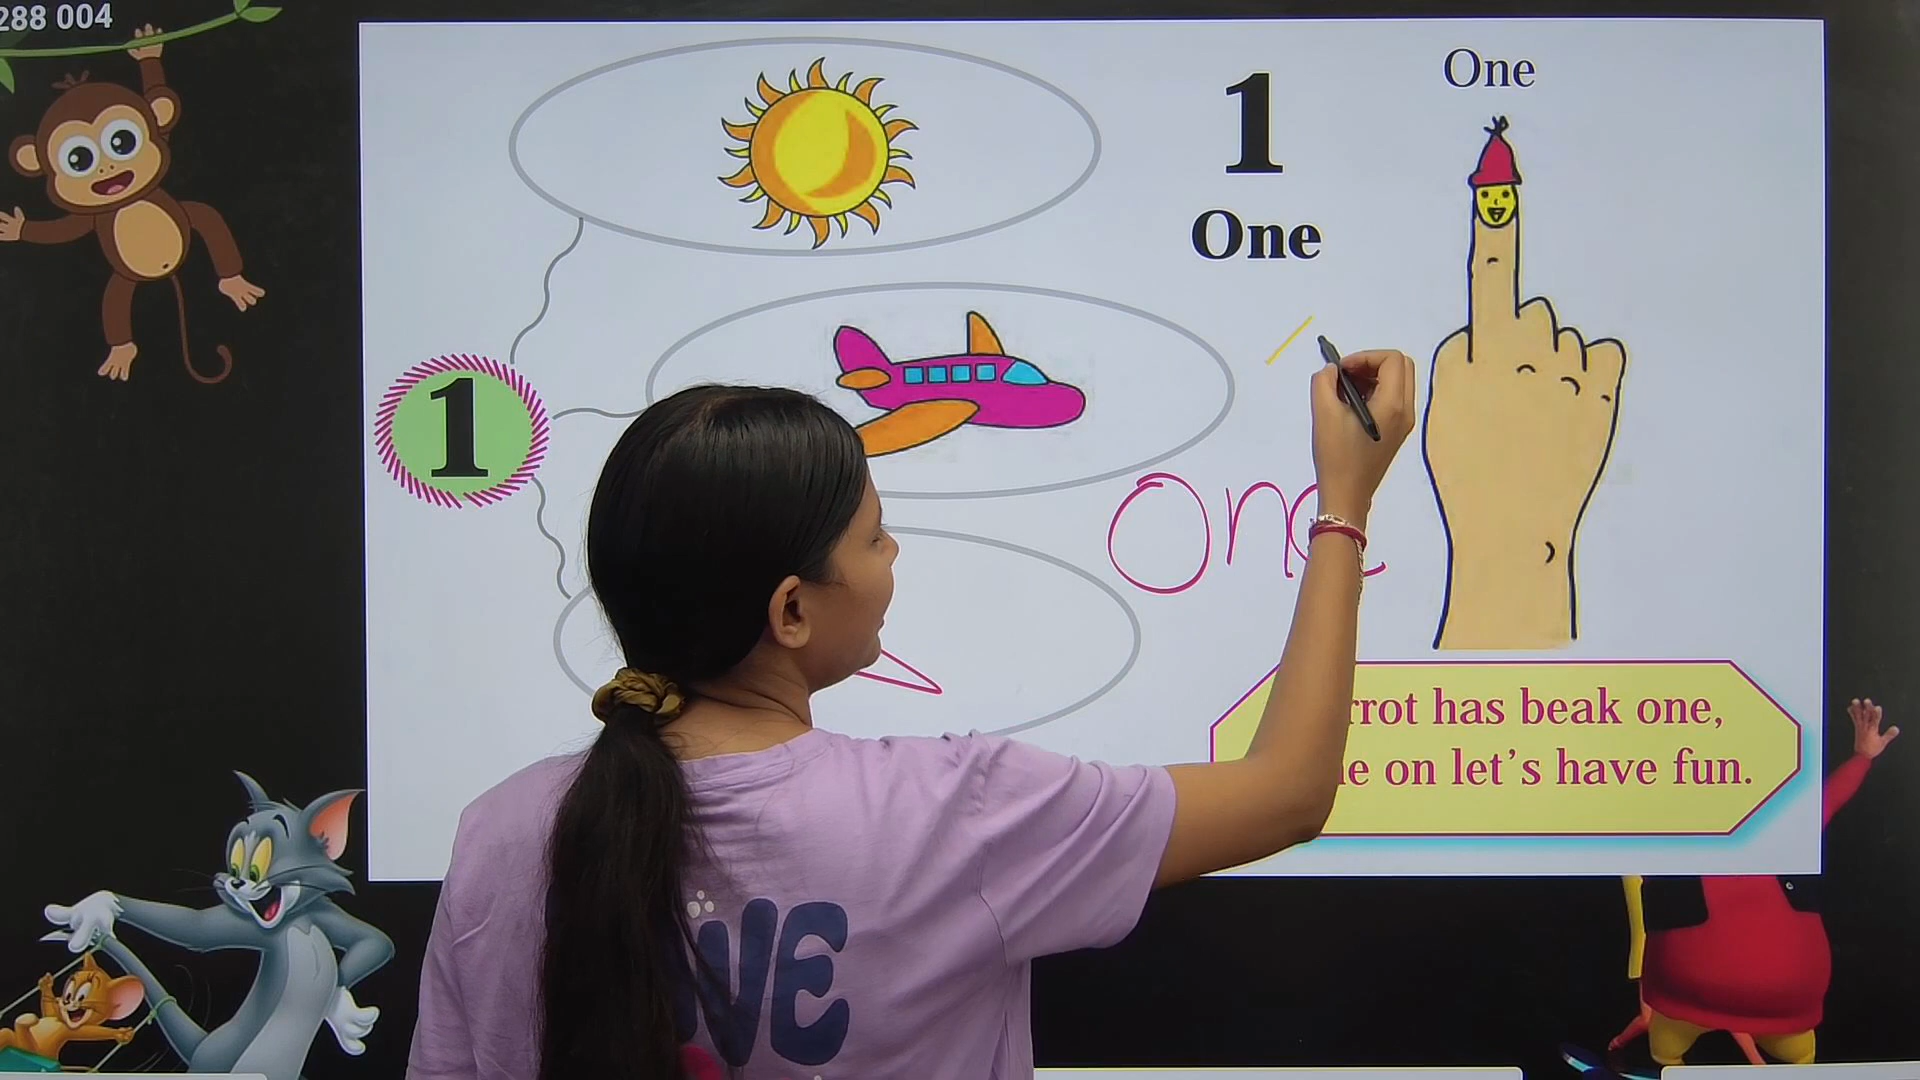 288 004
One
1
One
1
One
rrot has beak one,
e on let's have fun.
VE